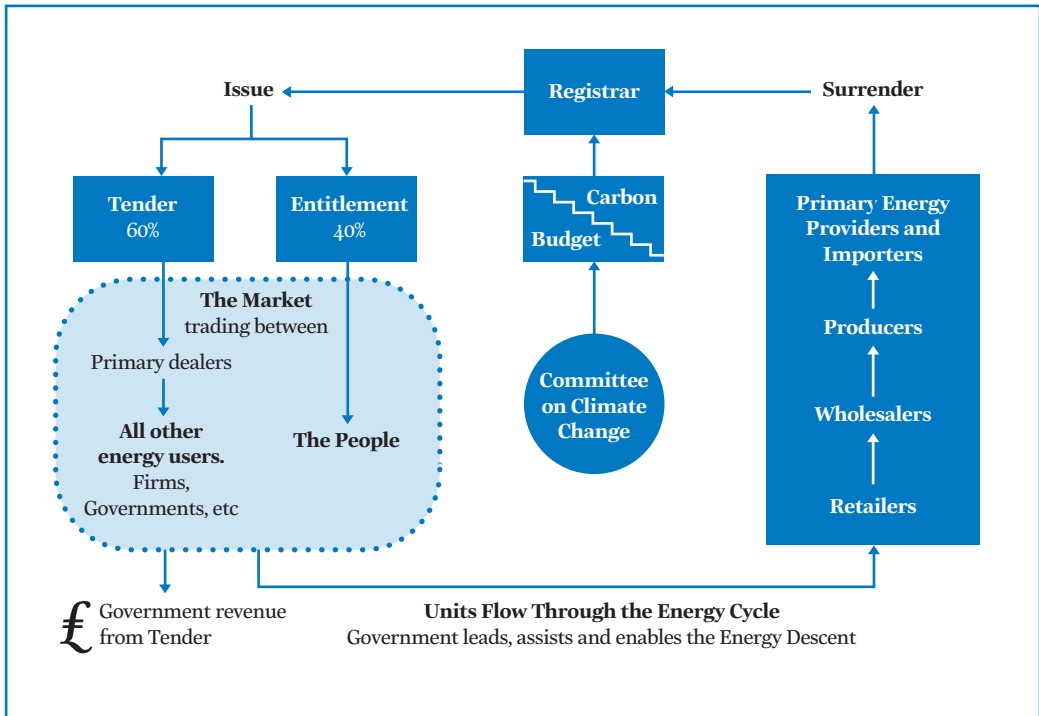 Issue
Registrar
Surrender
Tender
60%
Entitlement
40%
Carbon
Budget
Primary Energy
Providers and
Importers
The Market
trading between
Primary dealers
All other
energy users.
Firms,
Governments, etc
The People
Committee
on Climate
Change
Producers
Wholesalers
Retailers
£ Government revenue
from Tender
Units Flow Through the Energy Cycle
Government leads, assists and enables the Energy Descent